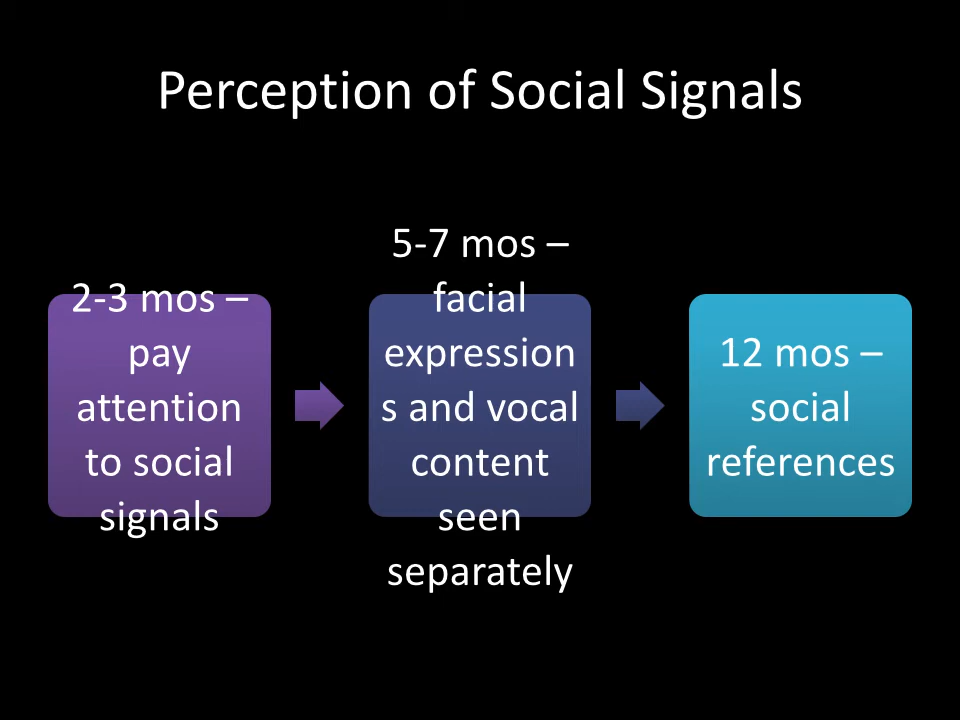 Perception of Social Signals
2-3 mos –
pay
attention
to social
signals
5-7 mos –
facial
expression
s and vocal
content
seen
separately
12 mos –
social
references